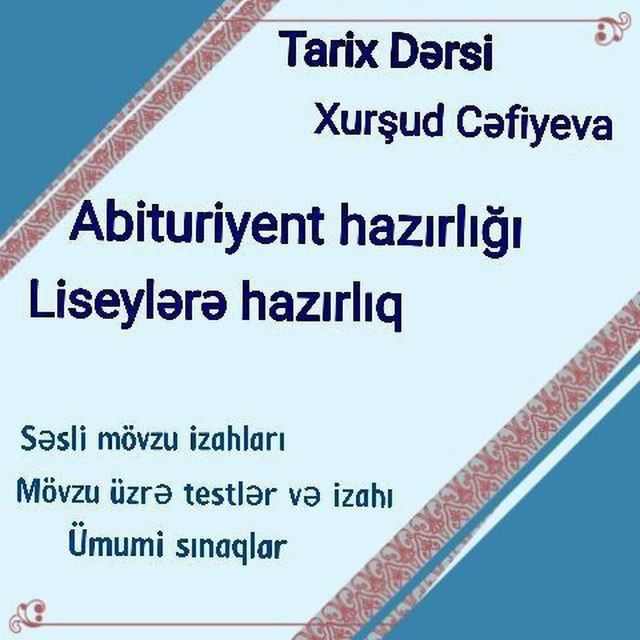 Tarix Dərsi
Xurşud Cəfiyeva
Abituriyent hazırlığı
Liseylərə hazırlıq
Səsli mövzu izahları
Mövzu üzrə testlər və izahı
Ümumi sınaqlar